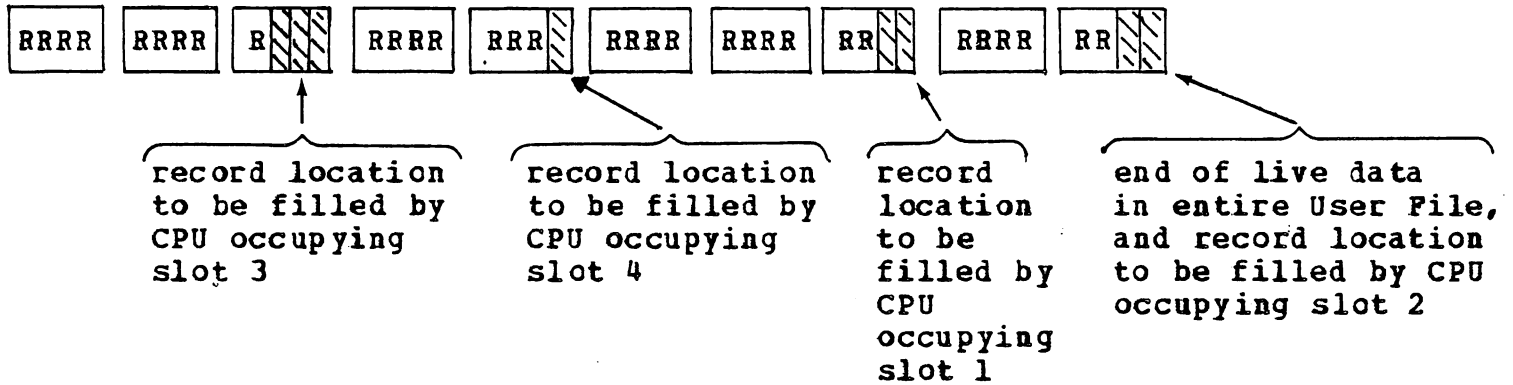 RRRR RRRR R RRRR RRR RRRR RRRR RR RRRR RR
record location
to be filled by
CPU occupying
slot 3
record location
to be filled by
CPU occupying
slot 4
record
location
to be
filled by
CPU
occupying
slot 1
end of live data
in entire User File,
and record location
to be filled by CPU
occupying slot 2